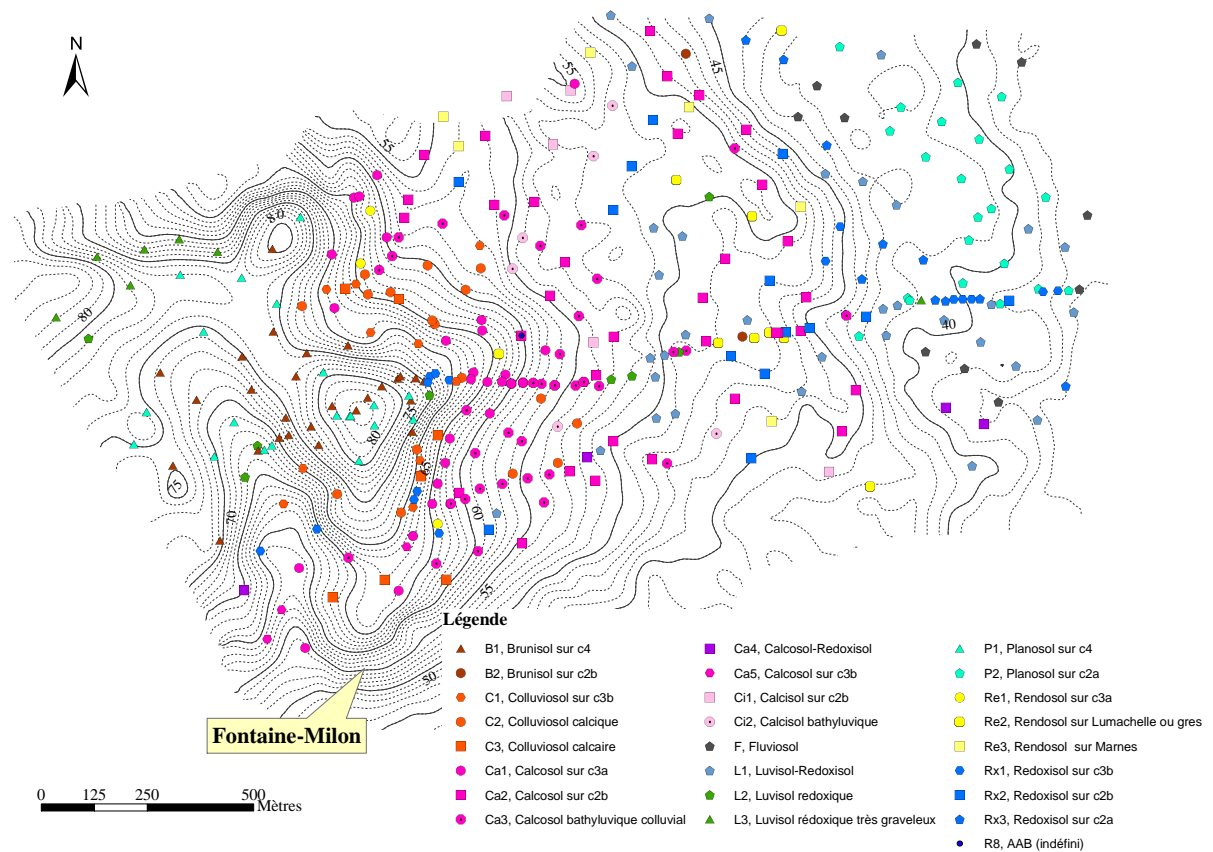 N
55
55
45
80
80
75
80
65
75
70
60
40
55
50
Légende
B1, Brunisol sur c4
B2, Brunisol sur c2b
C1, Colluviosol sur c3b
C2, Colluviosol calcique
C3, Colluviosol calcaire
Ca1, Calcosol sur c3a
Ca2, Calcosol sur c2b
Ca3, Calcosol bathyluvique colluvial
Ca4, Calcosol-Redoxisol
Ca5, Calcosol sur c3b
Ci1, Calcisol sur c2b
Ci2, Calcisol bathyluvique
F, Fluviosol
L1, Luvisol-Redoxisol
L2, Luvisol redoxique
L3, Luvisol rédoxique très graveleux
P1, Planosol sur c4
P2, Planosol sur c2a
Re1, Rendosol sur c3a
Re2, Rendosol sur Lumachelle ou gres
Re3, Rendosol sur Marnes
Rx1, Redoxisol sur c3b
Rx2, Redoxisol sur c2b
Rx3, Redoxisol sur c2a
R8, AAB (indéfini)
Fontaine-Milon
0 125 250 500
Mètres